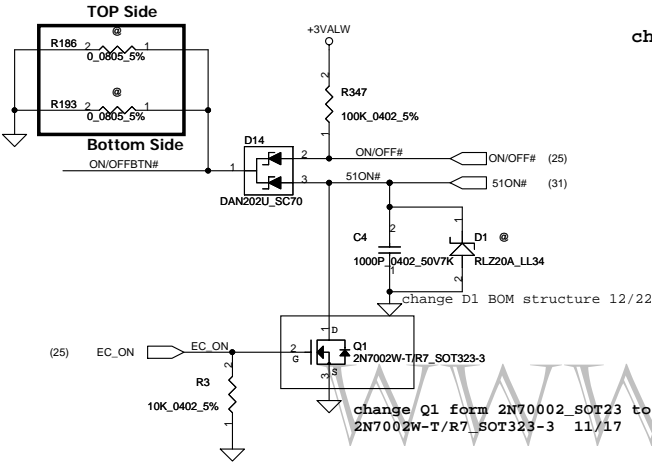 TOP Side
@
R186 2 1
0_0805_5%
@
R193 2 1
0_0805_5%
Bottom Side
ON/OFFBTN#
+3VALW
ch
2
R347
100K_0402_5%
1
D14
1
2
3
DAN202U_SC70
ON/OFF#
ON/OFF# (25)
51ON#
51ON# (31)
2
C4
1000P_0402_50V7K
1
1
D1 @
RLZ20A_LL34
2
change D1 BOM structure 12/22
(25) EC_ON
EC_ON
1 D
2
G
Q1
2N7002W-T/R7_SOT323-3
3 S
2
R3
10K_0402_5%
1
WWW
change Q1 form 2N70002_SOT23 to
2N7002W-T/R7_SOT323-3 11/17